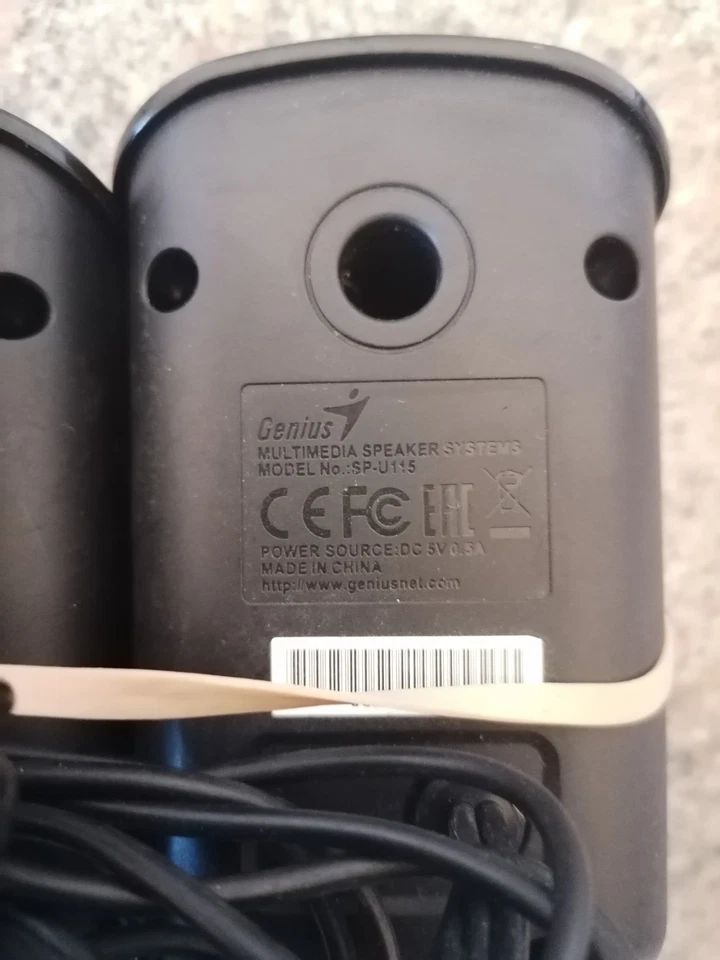 Genius
MULTIMEDIA SPEAKER SYSTEMS
MODEL No.:SP-U115
CE FC EAC
POWER SOURCE:DC 5V 0.5A
MADE IN CHINA
http://www.geniusnet.com